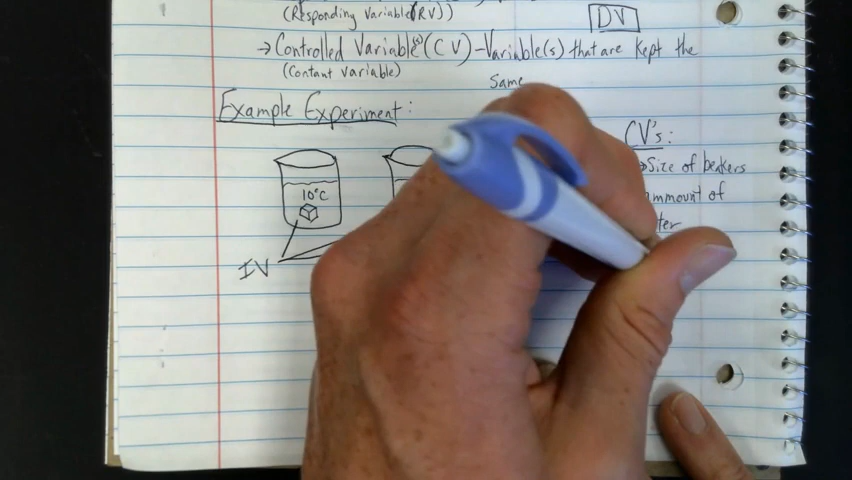 (Responding Variable (RV))
DV
→ Controlled Variable(s) (CV) - Variable(s) that are kept the
(Contant Variable)
Same
Example Experiment:
10°C
IV
CV's:
Size of beakers
ammount of